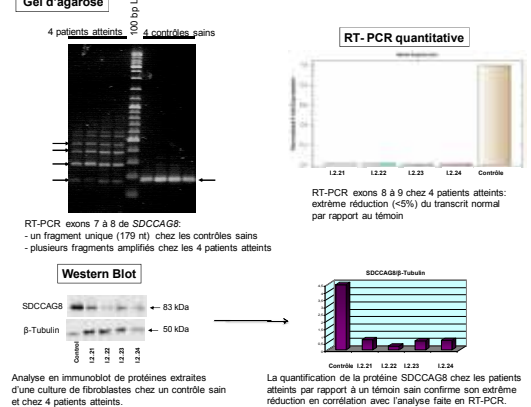 Gel d'agarose
4 patients atteints
100 bp L
4 contrôles sains
RT-PCR exons 7 à 8 de SDCCAG8:
- un fragment unique (179 nt) chez les contrôles sains
- plusieurs fragments amplifiés chez les 4 patients atteints
RT- PCR quantitative
I.2.21 I.2.22 I.2.23 I.2.24 Contrôle
RT-PCR exons 8 à 9 chez 4 patients atteints:
extrême réduction (<5%) du transcrit normal
par rapport au témoin
Western Blot
SDCCAG8
83 kDa
β-Tubulin
50 kDa
Control I.2.21 I.2.22 I.2.23 I.2.24
Analyse en immunoblot de protéines extraites
d'une culture de fibroblastes chez un contrôle sain
et chez 4 patients atteints.
SDCCAG8/β-Tubulin
Contrôle I.2.21 I.2.22 I.2.23 I.2.24
La quantification de la protéine SDCCAG8 chez les patients
atteints par rapport à un témoin sain confirme son extrême
réduction en corrélation avec l'analyse faite en RT-PCR.